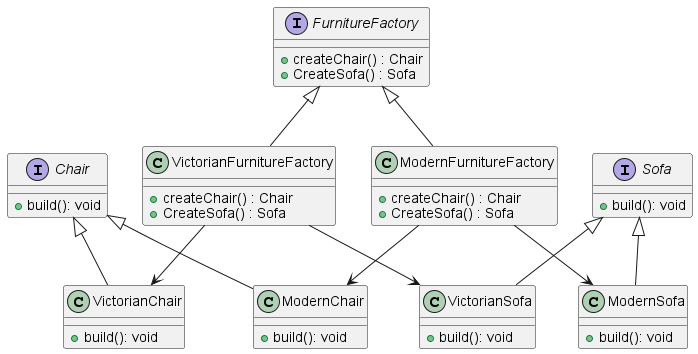 I FurnitureFactory
createChair() : Chair
CreateSofa() : Sofa
I Chair
build(): void
C VictorianFurnitureFactory
createChair() : Chair
CreateSofa() : Sofa
C ModernFurnitureFactory
createChair() : Chair
CreateSofa() : Sofa
I Sofa
build(): void
C VictorianChair
build(): void
C ModernChair
build(): void
C VictorianSofa
build(): void
C ModernSofa
build(): void